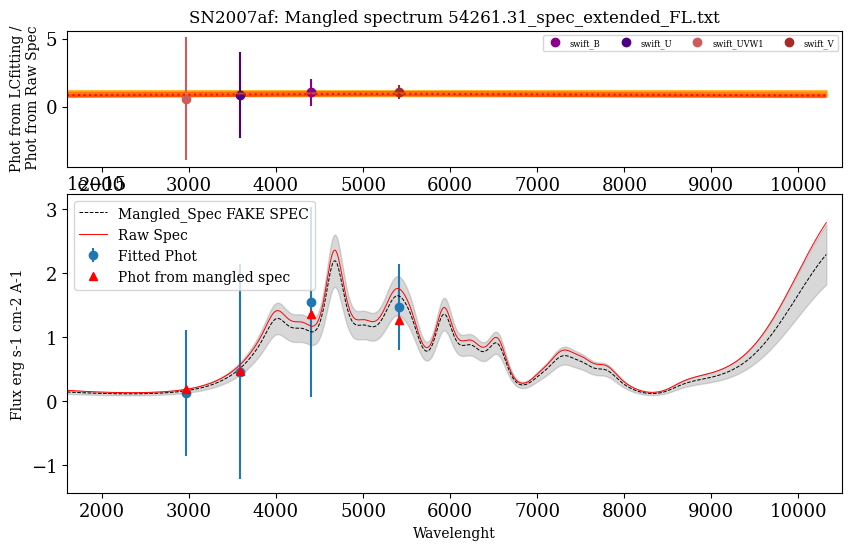 SN2007af: Mangled spectrum 54261.31_spec_extended_FL.txt
Phot from LCfitting /
Phot from Raw Spec
5
0
swift_B
swift_U
swift_UVW1
swift_V
2000 3000 4000 5000 6000 7000 8000 9000 10000
1e−15
Mangled_Spec FAKE SPEC
Raw Spec
Fitted Phot
Phot from mangled spec
Flux erg s-1 cm-2 A-1
3
2
1
0
−1
2000 3000 4000 5000 6000 7000 8000 9000 10000
Wavelenght